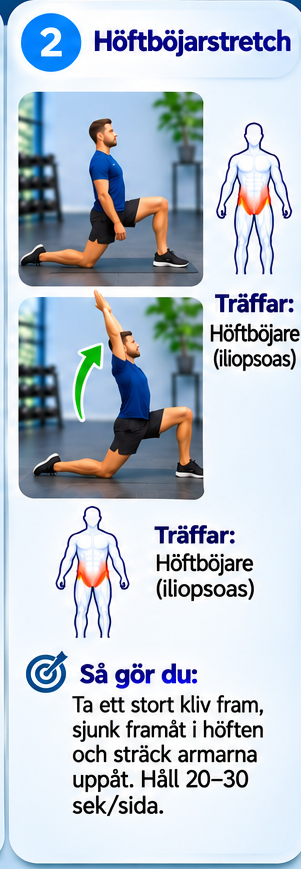 2 Höftböjarstretch
Träffar:
Höftböjare
(iliopsoas)
Träffar:
Höftböjare
(iliopsoas)
Så gör du:
Ta ett stort kliv fram,
sjunk framåt i höften
och sträck armarna
uppåt. Håll 20–30
sek/sida.